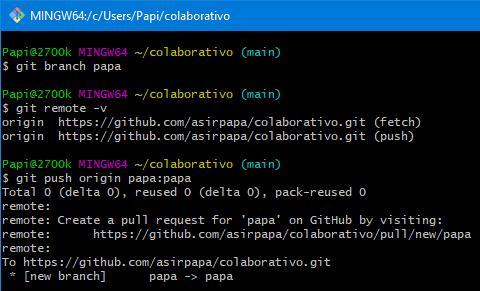 MINGW64:/c/Users/Papi/colaborativo
Papi@2700k MINGW64 ~/colaborativo (main)
$ git branch papa
Papi@2700k MINGW64 ~/colaborativo (main)
$ git remote -v
origin  https://github.com/asirpapa/colaborativo.git (fetch)
origin  https://github.com/asirpapa/colaborativo.git (push)
Papi@2700k MINGW64 ~/colaborativo (main)
$ git push origin papa:papa
Total 0 (delta 0), reused 0 (delta 0), pack-reused 0
remote:
remote: Create a pull request for 'papa' on GitHub by visiting:
remote:      https://github.com/asirpapa/colaborativo/pull/new/papa
remote:
To https://github.com/asirpapa/colaborativo.git
 * [new branch]      papa -> papa